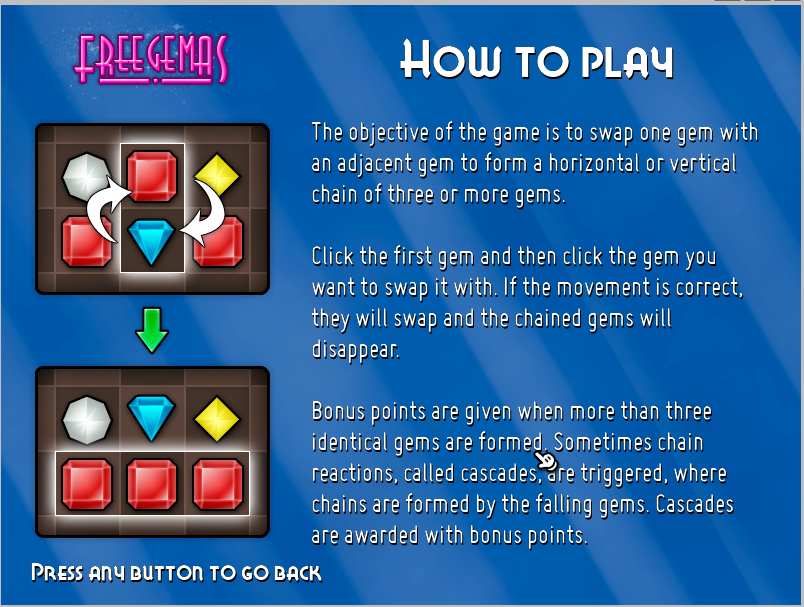 FREEGEMAS
How to play
The objective of the game is to swap one gem with
an adjacent gem to form a horizontal or vertical
chain of three or more gems.
Click the first gem and then click the gem you
want to swap it with. If the movement is correct,
they will swap and the chained gems will
disappear.
Bonus points are given when more than three
identical gems are formed. Sometimes chain
reactions, called cascades, are triggered, where
chains are formed by the falling gems. Cascades
are awarded with bonus points.
Press any button to go back